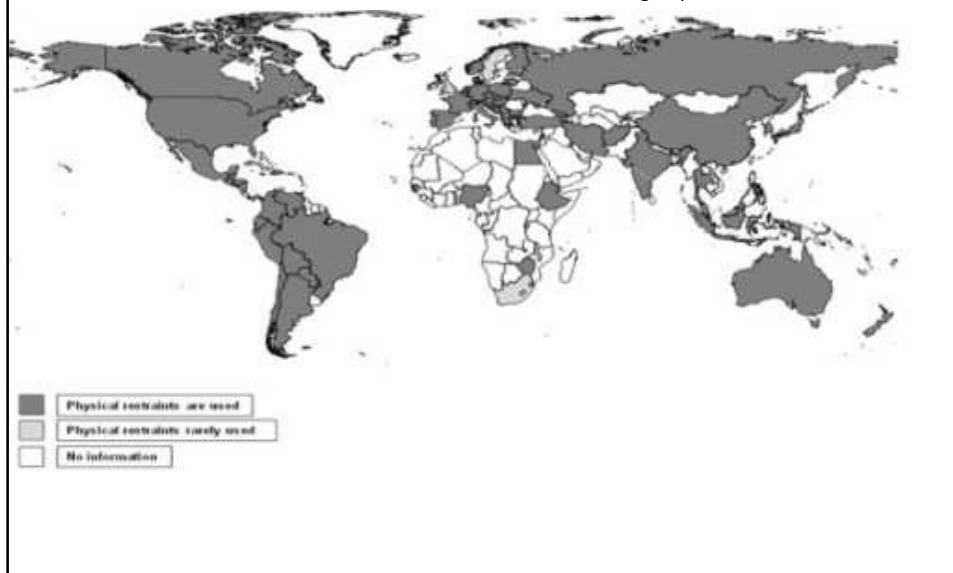 Physical restraints are used
Physical restraints rarely used
No information